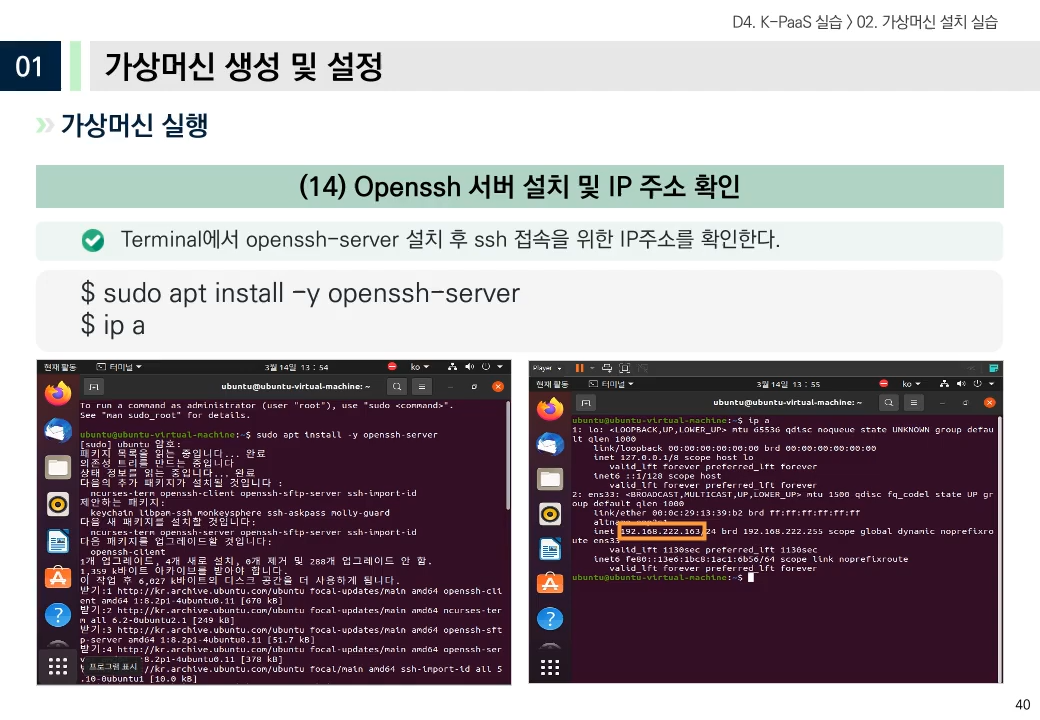 D4. K-PaaS 실습 > 02. 가상머신 설치 실습
01
가상머신 생성 및 설정
가상머신 실행
(14) Openssh 서버 설치 및 IP 주소 확인
Terminal에서 openssh-server 설치 후 ssh 접속을 위한 IP주소를 확인한다.
$ sudo apt install -y openssh-server
$ ip a
현재 활동 터미널 3월 14일 13 : 54 ko
ubuntu@ubuntu-virtual-machine: ~
To run a command as administrator (user "root"), use "sudo <command>".
See "man sudo_root" for details.
ubuntu@ubuntu-virtual-machine:~$ sudo apt install -y openssh-server
[sudo] ubuntu 암호:
패키지 목록을 읽는 중입니다... 완료
의존성 트리를 만드는 중입니다
상태 정보를 읽는 중입니다... 완료
다음의 추가 패키지가 설치될 것입니다 :
ncurses-term openssh-client openssh-sftp-server ssh-import-id
제안하는 패키지:
keychain libpam-ssh monkeysphere ssh-askpass molly-guard
다음 새 패키지를 설치할 것입니다:
ncurses-term openssh-server openssh-sftp-server ssh-import-id
다음 패키지를 업그레이드할 것입니다:
openssh-client
1개 업그레이드, 4개 새로 설치, 0개 제거 및 288개 업그레이드 안 함.
1,359 k바이트 아카이브를 받아야 합니다.
이 작업 후 6,027 k바이트의 디스크 공간을 더 사용하게 됩니다.
받기:1 http://kr.archive.ubuntu.com/ubuntu focal-updates/main amd64 openssh-cli
ent amd64 1:8.2p1-4ubuntu0.11 [670 kB]
받기:2 http://kr.archive.ubuntu.com/ubuntu focal-updates/main amd64 ncurses-ter
m all 6.2-0ubuntu2.1 [249 kB]
받기:3 http://kr.archive.ubuntu.com/ubuntu focal-updates/main amd64 openssh-sft
p-server amd64 1:8.2p1-4ubuntu0.11 [51.7 kB]
받기:4 http://kr.archive.ubuntu.com/ubuntu focal-updates/main amd64 openssh-ser
:8.2p1-4ubuntu0.11 [378 kB]
프로그램 표시 //kr.archive.ubuntu.com/ubuntu focal/main amd64 ssh-import-id all 5
.10-0ubuntu1 [10.0 kB]
Player
현재 활동 터미널 3월 14일 13 : 55 ko
ubuntu@ubuntu-virtual-machine: ~
ubuntu@ubuntu-virtual-machine:~$ ip a
1: lo: <LOOPBACK,UP,LOWER_UP> mtu 65536 qdisc noqueue state UNKNOWN group defau
lt qlen 1000
link/loopback 00:00:00:00:00:00 brd 00:00:00:00:00:00
inet 127.0.0.1/8 scope host lo
valid_lft forever preferred_lft forever
inet6 ::1/128 scope host
valid_lft forever preferred_lft forever
2: ens33: <BROADCAST,MULTICAST,UP,LOWER_UP> mtu 1500 qdisc fq_codel state UP gr
oup default qlen 1000
link/ether 00:0c:29:13:39:b2 brd ff:ff:ff:ff:ff:ff
inet 192.168.222.163/24 brd 192.168.222.255 scope global dynamic noprefixro
ute ens33
valid_lft 1130sec preferred_lft 1130sec
inet6 fe80::13e6:1bc8:1ac1:6b56/64 scope link noprefixroute
valid_lft forever preferred_lft forever
ubuntu@ubuntu-virtual-machine:~$
40